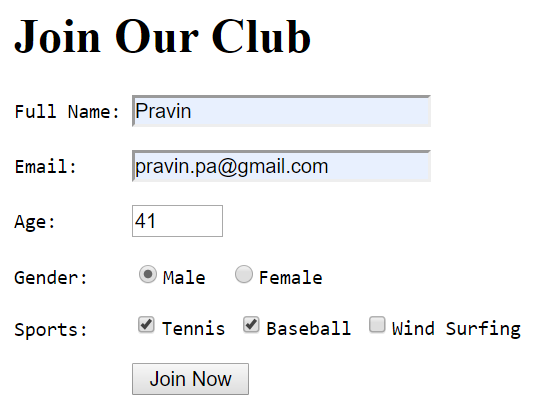 Join Our Club
Full Name: Pravin
Email: pravin.pa@gmail.com
Age: 41
Gender: Male Female
Sports: Tennis Baseball Wind Surfing
Join Now